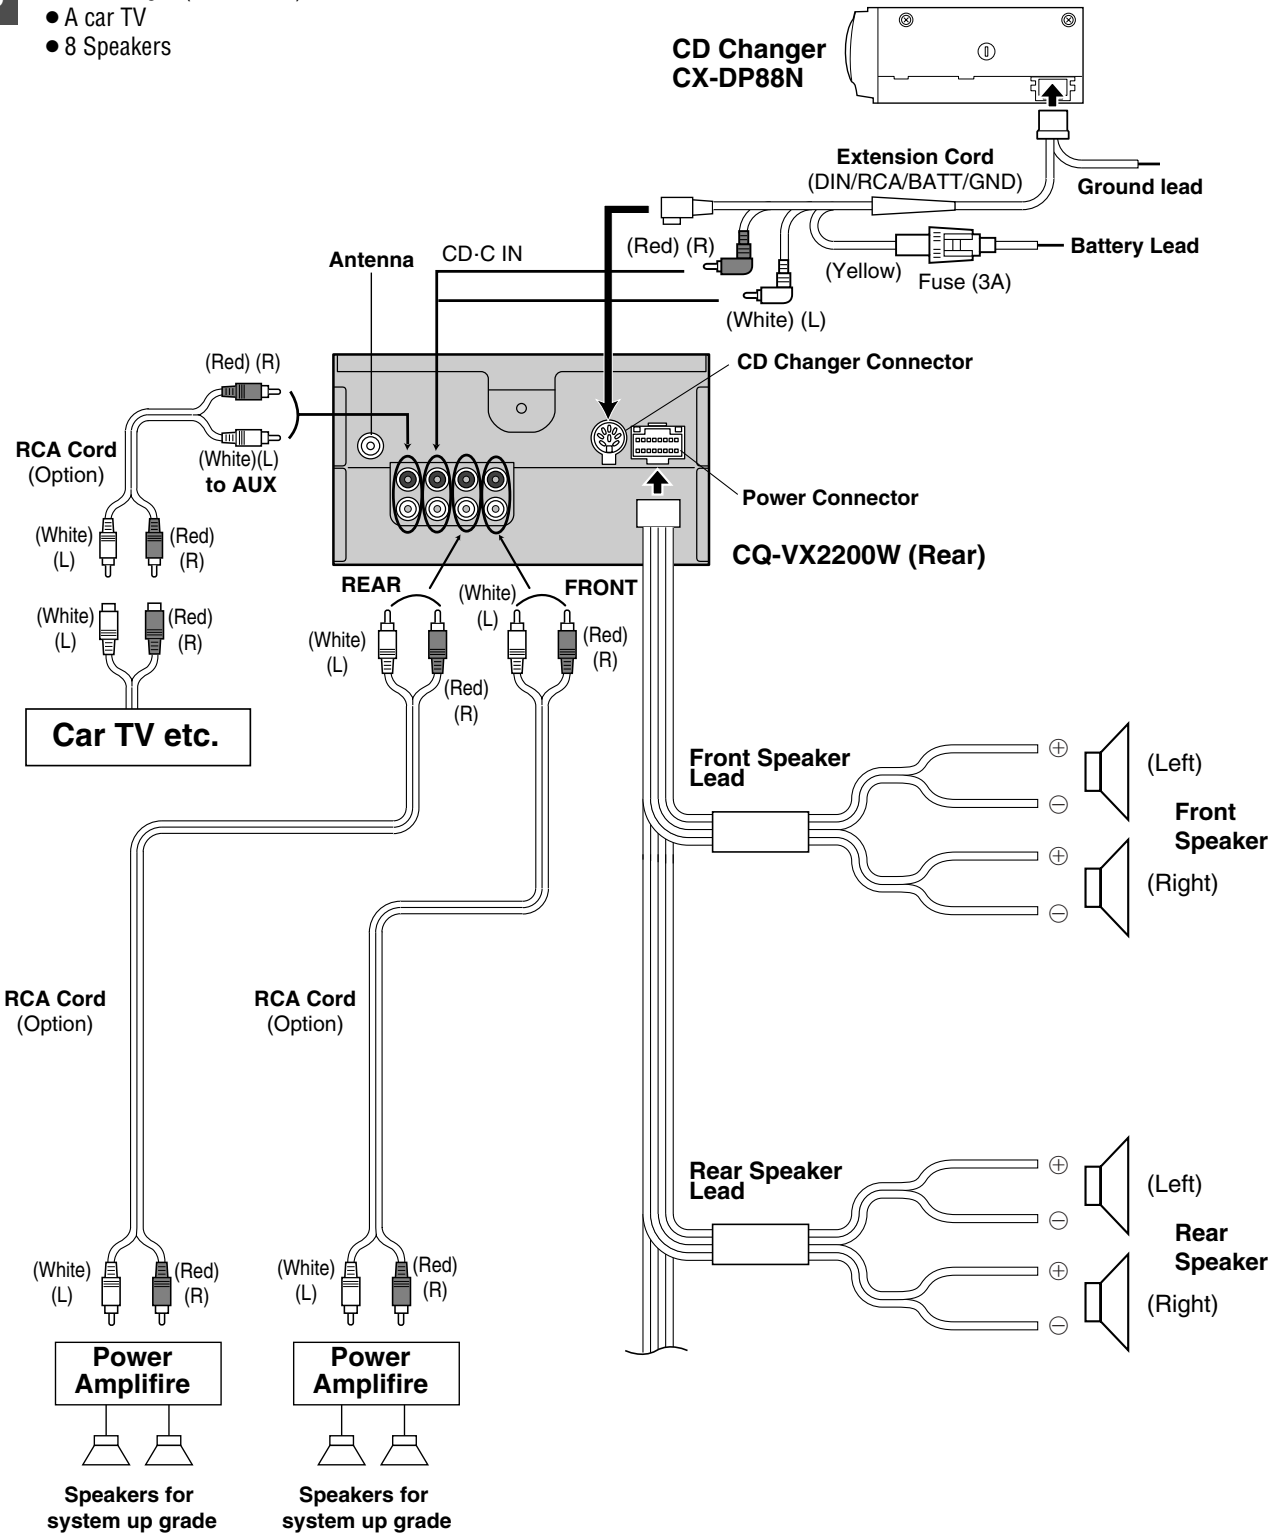 ● A car TV
● 8 Speakers
CD Changer
CX-DP88N
Extension Cord
(DIN/RCA/BATT/GND)
Ground lead
(Red) (R)
Battery Lead
(Yellow)
Fuse (3A)
(White) (L)
Antenna
CD·C IN
CD Changer Connector
(Red) (R)
RCA Cord
(Option)
(White)(L)
to AUX
Power Connector
(White)
(L)
(Red)
(R)
CQ-VX2200W (Rear)
REAR
FRONT
(White)
(L)
(Red)
(R)
(White)
(L)
(Red)
(R)
(White)
(L)
(Red)
(R)
Car TV etc.
Front Speaker
Lead
⊕
⊖
(Left)
Front
Speaker
⊕
⊖
(Right)
RCA Cord
(Option)
RCA Cord
(Option)
Rear Speaker
Lead
⊕
⊖
(Left)
Rear
Speaker
⊕
⊖
(Right)
(White)
(L)
(Red)
(R)
(White)
(L)
(Red)
(R)
Power
Amplifire
Power
Amplifire
Speakers for
system up grade
Speakers for
system up grade